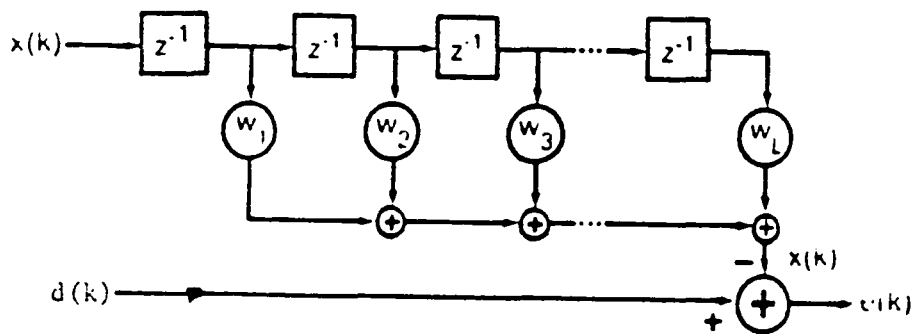 x(k)
z⁻¹
z⁻¹
z⁻¹
...
z⁻¹
w₁
w₂
w₃
w_L
+
+
...
+
−
x(k)
d(k)
+
+